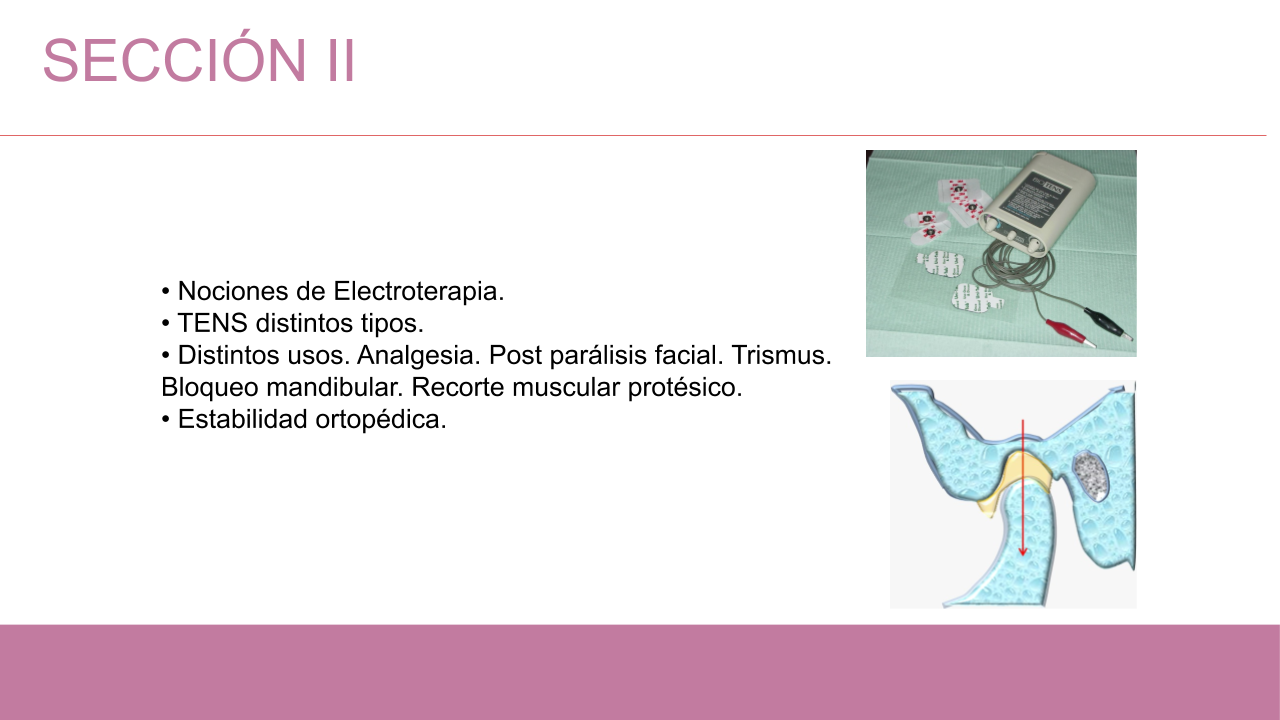 SECCIÓN II
• Nociones de Electroterapia.
• TENS distintos tipos.
• Distintos usos. Analgesia. Post parálisis facial. Trismus.
Bloqueo mandibular. Recorte muscular protésico.
• Estabilidad ortopédica.
TENS